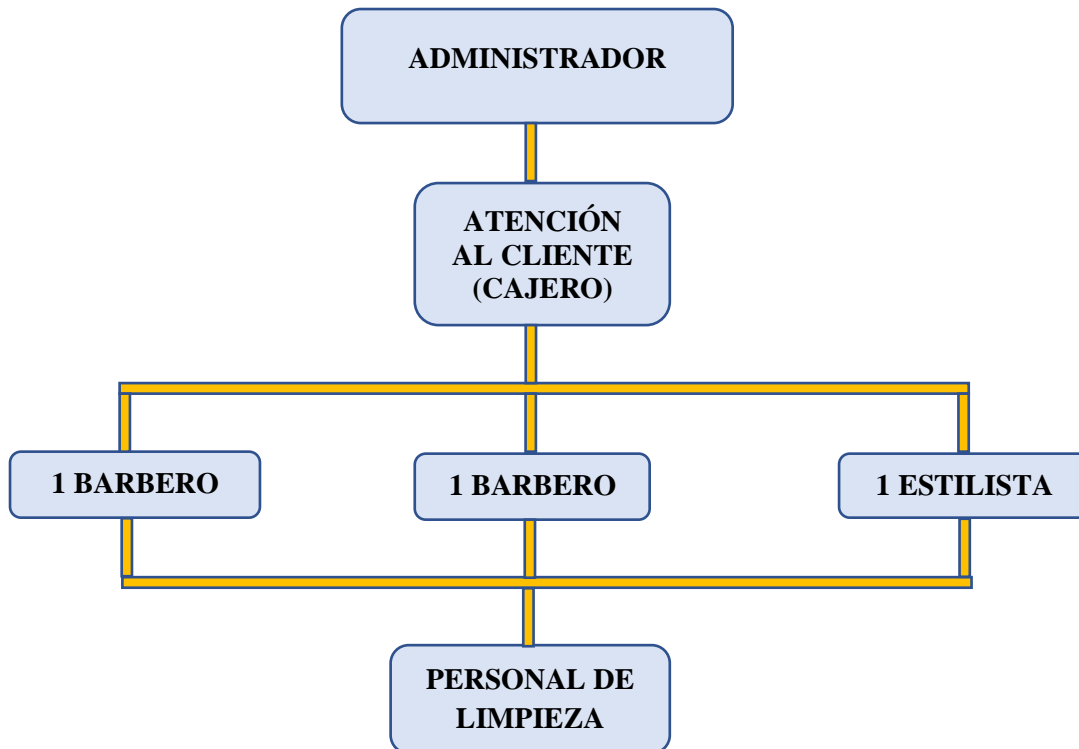 ADMINISTRADOR
ATENCIÓN
AL CLIENTE
(CAJERO)
1 BARBERO
1 BARBERO
1 ESTILISTA
PERSONAL DE
LIMPIEZA